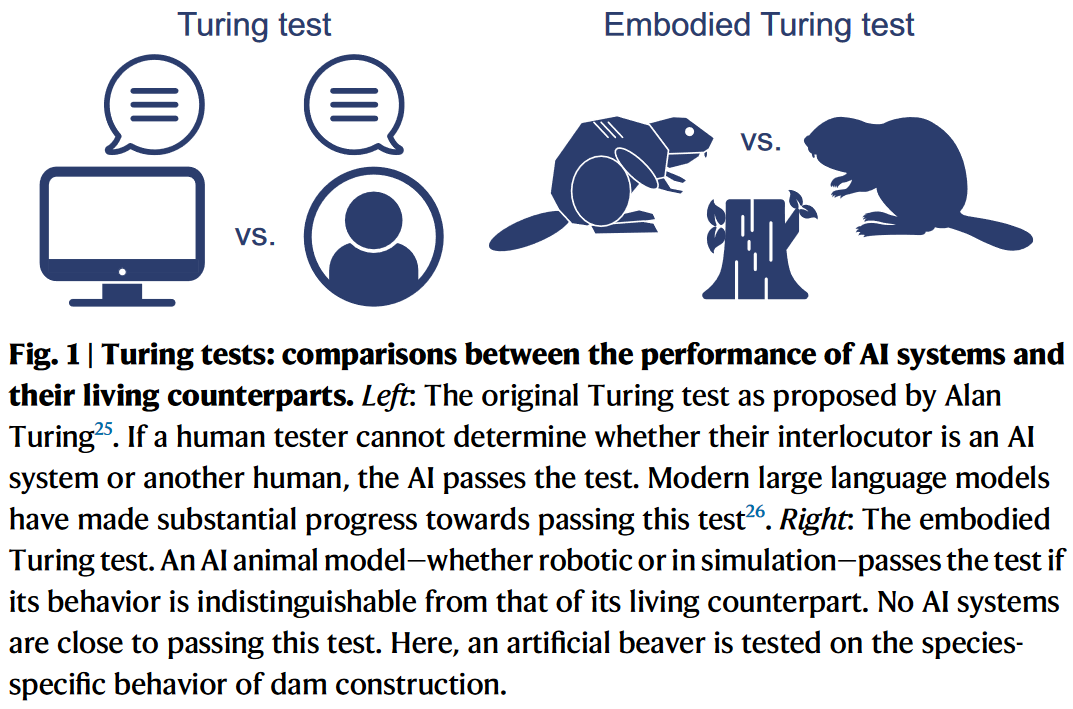 Turing test
Embodied Turing test
vs.
vs.
Fig. 1 | Turing tests: comparisons between the performance of AI systems and
their living counterparts. Left: The original Turing test as proposed by Alan
Turing25. If a human tester cannot determine whether their interlocutor is an AI
system or another human, the AI passes the test. Modern large language models
have made substantial progress towards passing this test26. Right: The embodied
Turing test. An AI animal model—whether robotic or in simulation—passes the test if
its behavior is indistinguishable from that of its living counterpart. No AI systems
are close to passing this test. Here, an artificial beaver is tested on the species-
specific behavior of dam construction.